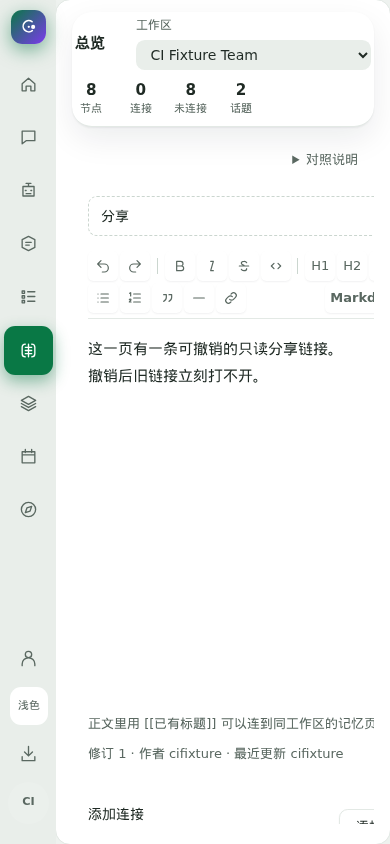 总览
工作区
CI Fixture Team
8 0 8 2
节点 连接 未连接 话题
▶ 对照说明
分享
B I S <> H1 H2
Markd
这一页有一条可撤销的只读分享链接。
撤销后旧链接立刻打不开。
正文里用 [[已有标题]] 可以连到同工作区的记忆页
修订 1 · 作者 cifixture · 最近更新 cifixture
添加连接
浅色
CI